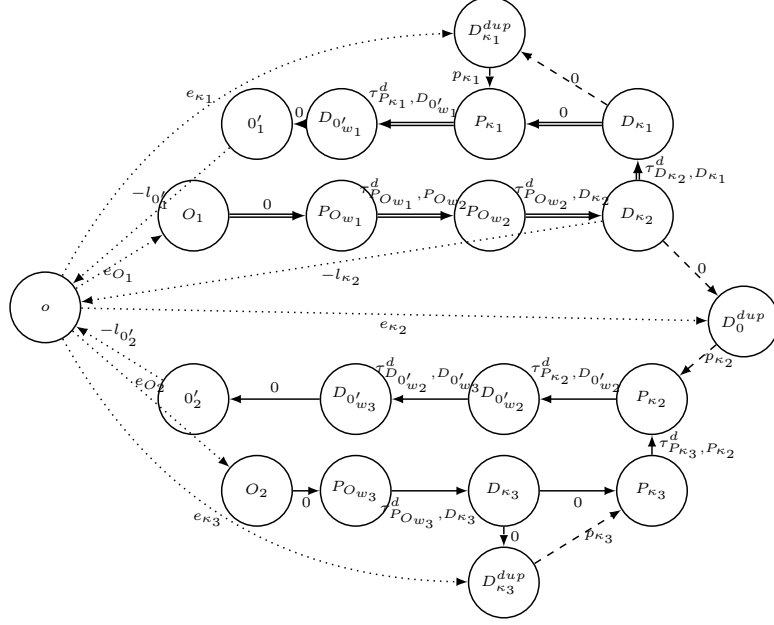 D^{dup}_{κ_1}
e_{κ_1}
p_{κ_1}
0
τ^d_{P_{κ_1}, D_{0'_{w_1}}}
0'_1
0
D_{0'_{w_1}}
P_{κ_1}
0
D_{κ_1}
τ^d_{D_{κ_2}, D_{κ_1}}
-l_{0'_1}
O_1
0
P_{O_{w_1}}
τ^d_{P_{O_{w_1}}, P_{O_{w_2}}}
P_{O_{w_2}}
τ^d_{P_{O_{w_2}}, D_{κ_2}}
D_{κ_2}
e_{O_1}
-l_{κ_2}
0
o
e_{κ_2}
D^{dup}_0
-l_{0'_2}
p_{κ_2}
e_{O_2}
0'_2
0
D_{0'_{w_3}}
τ^d_{D_{0'_{w_2}}, D_{0'_{w_3}}}
D_{0'_{w_2}}
τ^d_{P_{κ_2}, D_{0'_{w_2}}}
P_{κ_2}
τ^d_{P_{κ_3}, P_{κ_2}}
O_2
0
P_{O_{w_3}}
τ^d_{P_{O_{w_3}}, D_{κ_3}}
D_{κ_3}
0
P_{κ_3}
e_{κ_3}
0
p_{κ_3}
D^{dup}_{κ_3}